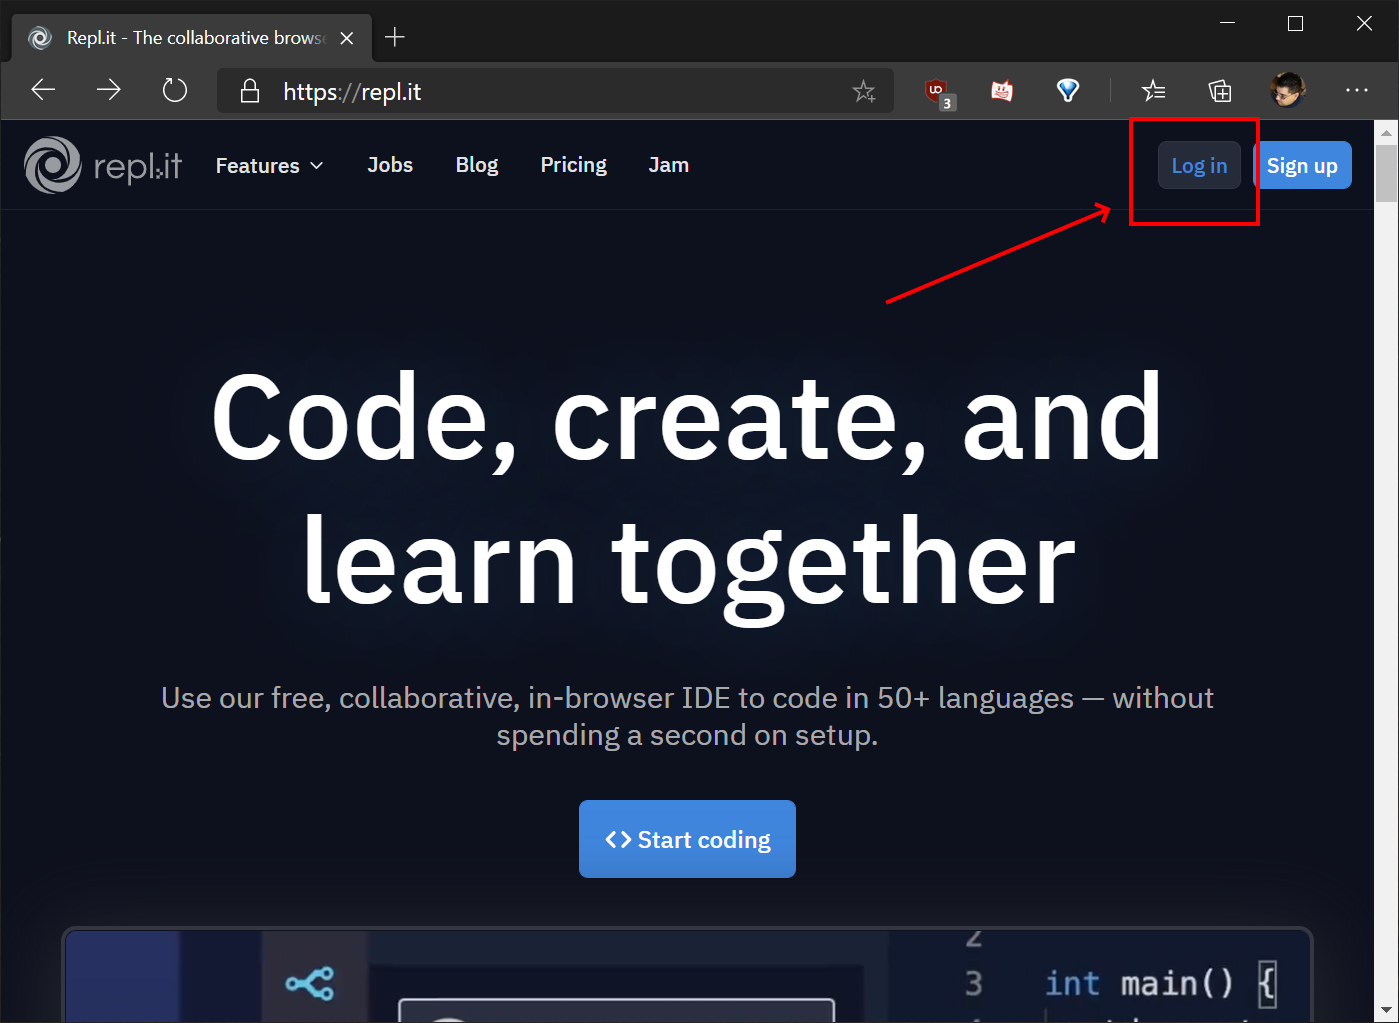 Repl.it - The collaborative brows
https://repl.it
3
repl.it
Features
Jobs
Blog
Pricing
Jam
Log in
Sign up
Code, create, and
learn together
Use our free, collaborative, in-browser IDE to code in 50+ languages — without
spending a second on setup.
<> Start coding
2
3 int main() {